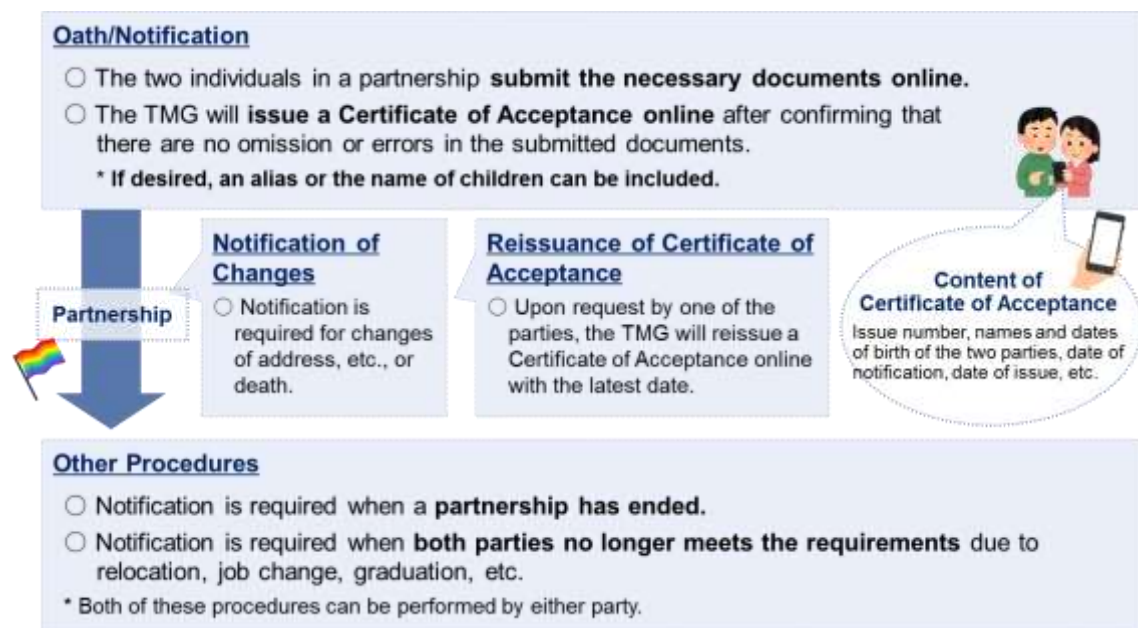 Oath/Notification
○ The two individuals in a partnership submit the necessary documents online.
○ The TMG will issue a Certificate of Acceptance online after confirming that
there are no omission or errors in the submitted documents.
* If desired, an alias or the name of children can be included.
Partnership
Notification of
Changes
○ Notification is
required for changes
of address, etc., or
death.
Reissuance of Certificate of
Acceptance
○ Upon request by one of the
parties, the TMG will reissue a
Certificate of Acceptance online
with the latest date.
Content of
Certificate of Acceptance
Issue number, names and dates
of birth of the two parties, date of
notification, date of issue, etc.
Other Procedures
○ Notification is required when a partnership has ended.
○ Notification is required when both parties no longer meets the requirements due to
relocation, job change, graduation, etc.
* Both of these procedures can be performed by either party.